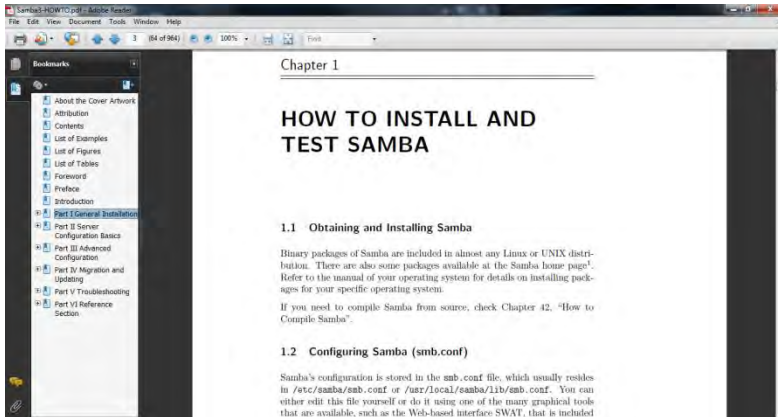 Samba3-HOWTO.pdf - Adobe Reader
File Edit View Document Tools Window Help
1 (64 of 984) 100% Find
Bookmarks
About the Cover Artwork
Attribution
Contents
List of Examples
List of Figures
List of Tables
Foreword
Preface
Introduction
Part I General Installation
Part II Server
Configuration Basics
Part III Advanced
Configuration
Part IV Migration and
Updating
Part V Troubleshooting
Part VI Reference
Section
Chapter 1
HOW TO INSTALL AND
TEST SAMBA
1.1 Obtaining and Installing Samba
Binary packages of Samba are included in almost any Linux or UNIX distri-
bution. There are also some packages available at the Samba home page¹.
Refer to the manual of your operating system for details on installing pack-
ages for your specific operating system.
If you need to compile Samba from source, check Chapter 42, “How to
Compile Samba”.
1.2 Configuring Samba (smb.conf)
Samba's configuration is stored in the smb.conf file, which usually resides
in /etc/samba/smb.conf or /usr/local/samba/lib/smb.conf. You can
either edit this file yourself or do it using one of the many graphical tools
that are available, such as the Web-based interface SWAT, that is included